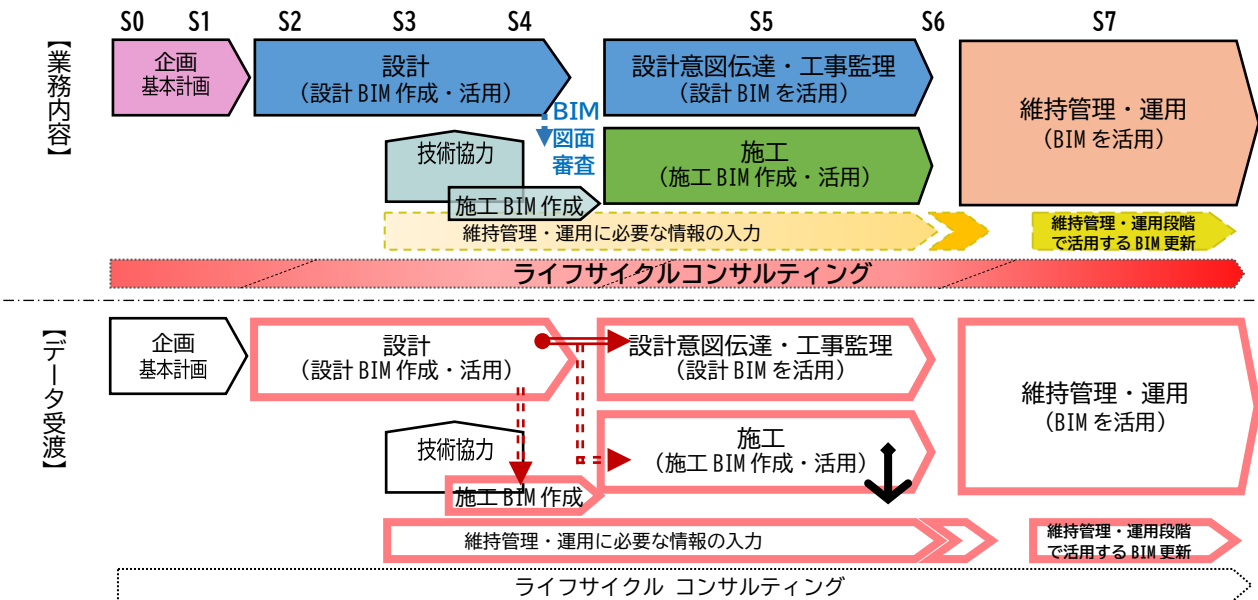 S0 S1 S2 S3 S4 S5 S6 S7
【業務内容】
企画
基本計画
設計
(設計 BIM 作成・活用)
設計意図伝達・工事監理
(設計 BIM を活用)
維持管理・運用
(BIM を活用)
BIM
図面
審査
技術協力
施工
(施工 BIM 作成・活用)
施工 BIM 作成
維持管理・運用に必要な情報の入力
維持管理・運用段階
で活用する BIM 更新
ライフサイクルコンサルティング
【データ受渡】
企画
基本計画
設計
(設計 BIM 作成・活用)
設計意図伝達・工事監理
(設計 BIM を活用)
維持管理・運用
(BIM を活用)
技術協力
施工
(施工 BIM 作成・活用)
施工 BIM 作成
維持管理・運用に必要な情報の入力
維持管理・運用段階
で活用する BIM 更新
ライフサイクル コンサルティング